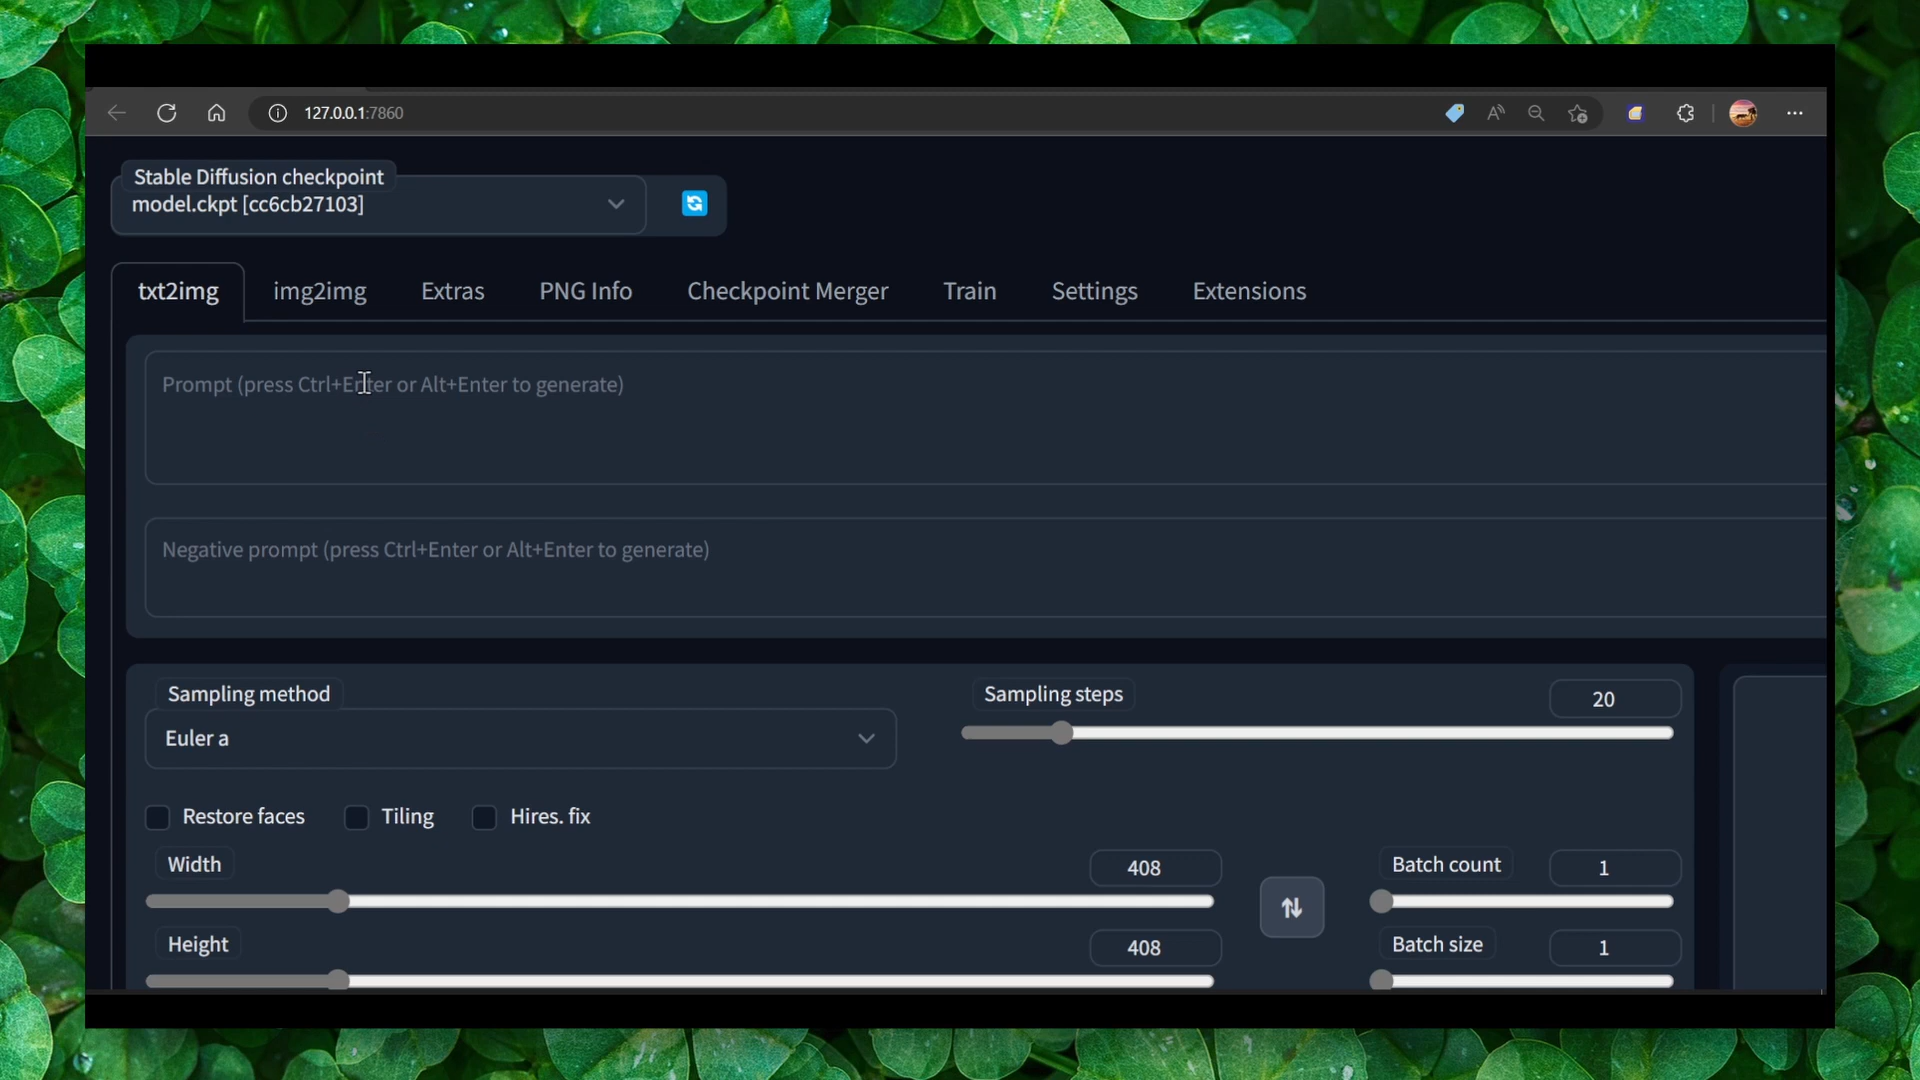 127.0.0.1:7860
Stable Diffusion checkpoint
model.ckpt [cc6cb27103]
txt2img img2img Extras PNG Info Checkpoint Merger Train Settings Extensions
Prompt (press Ctrl+Enter or Alt+Enter to generate)
Negative prompt (press Ctrl+Enter or Alt+Enter to generate)
Sampling method Sampling steps 20
Euler a
Restore faces Tiling Hires. fix
Width 408 Batch count 1
Height 408 Batch size 1